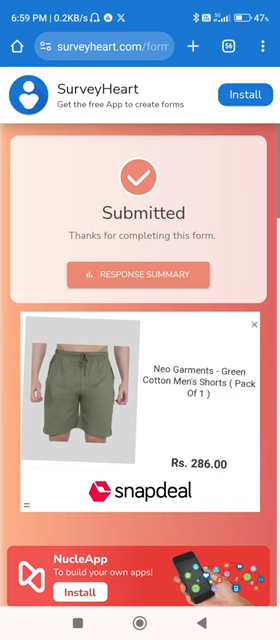 6:59 PM | 0.2KB/s
47%
surveyheart.com/form
56
SurveyHeart
Get the free App to create forms
Install
Submitted
Thanks for completing this form.
RESPONSE SUMMARY
Neo Garments - Green
Cotton Men's Shorts ( Pack
Of 1 )
Rs. 286.00
snapdeal
NucleApp
To build your own apps!
Install